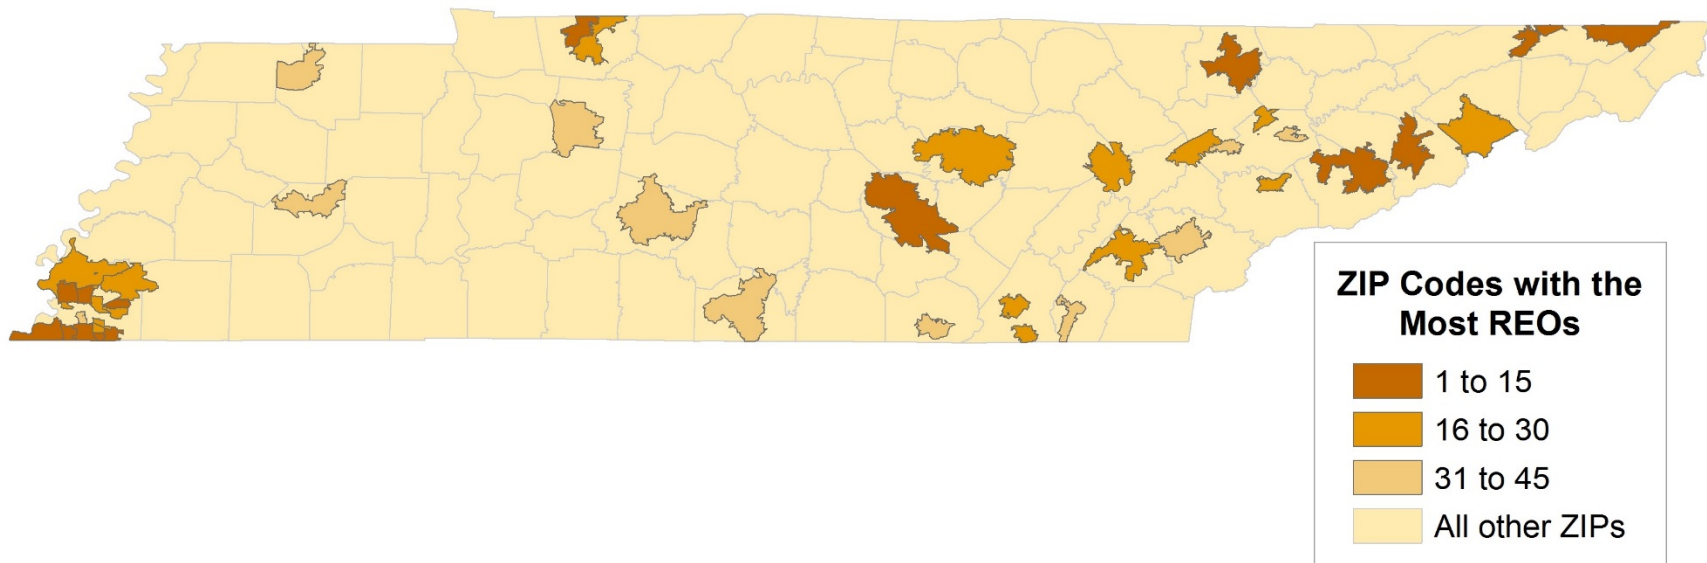 ZIP Codes with the
Most REOs
1 to 15
16 to 30
31 to 45
All other ZIPs